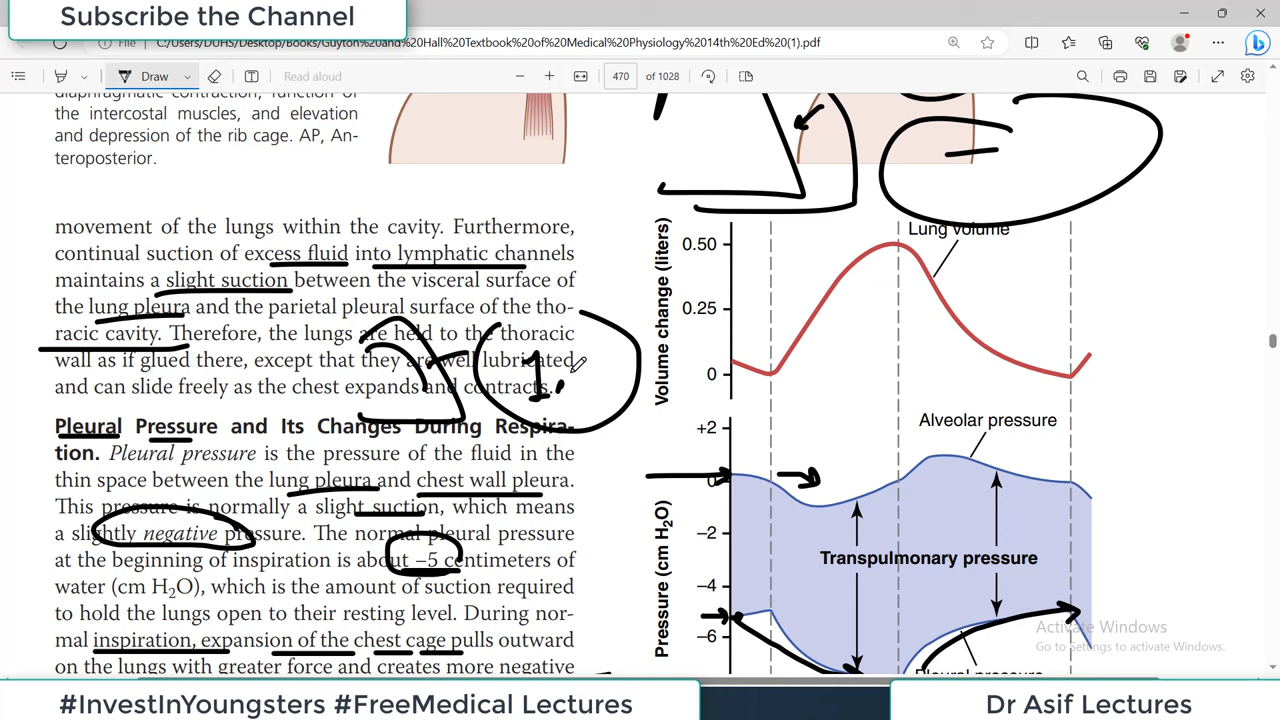 Subscribe the Channel
File
C:/Users/DUHS/Desktop/Books/Guyton%20and%20Hall%20Textbook%20of%20Medical%20Physiology%2014th%20Ed%20(1).pdf
Draw
Read aloud
470 of 1028
diaphragmatic contraction, function of
the intercostal muscles, and elevation
and depression of the rib cage. AP, An-
teroposterior.
movement of the lungs within the cavity. Furthermore,
continual suction of excess fluid into lymphatic channels
maintains a slight suction between the visceral surface of
the lung pleura and the parietal pleural surface of the tho-
racic cavity. Therefore, the lungs are held to the thoracic
wall as if glued there, except that they are well lubricated
and can slide freely as the chest expands and contracts.
1.
Pleural Pressure and Its Changes During Respira-
tion. Pleural pressure is the pressure of the fluid in the
thin space between the lung pleura and chest wall pleura.
This pressure is normally a slight suction, which means
a slightly negative pressure. The normal pleural pressure
at the beginning of inspiration is about −5 centimeters of
water (cm H₂O), which is the amount of suction required
to hold the lungs open to their resting level. During nor-
mal inspiration, expansion of the chest cage pulls outward
on the lungs with greater force and creates more negative
Volume change (liters)
0.50
0.25
0
Lung volume
Pressure (cm H₂O)
+2
0
−2
−4
−6
Alveolar pressure
Transpulmonary pressure
Pleural pressure
Activate Windows
Go to Settings to activate Windows.
#InvestInYoungsters #FreeMedical Lectures
Dr Asif Lectures